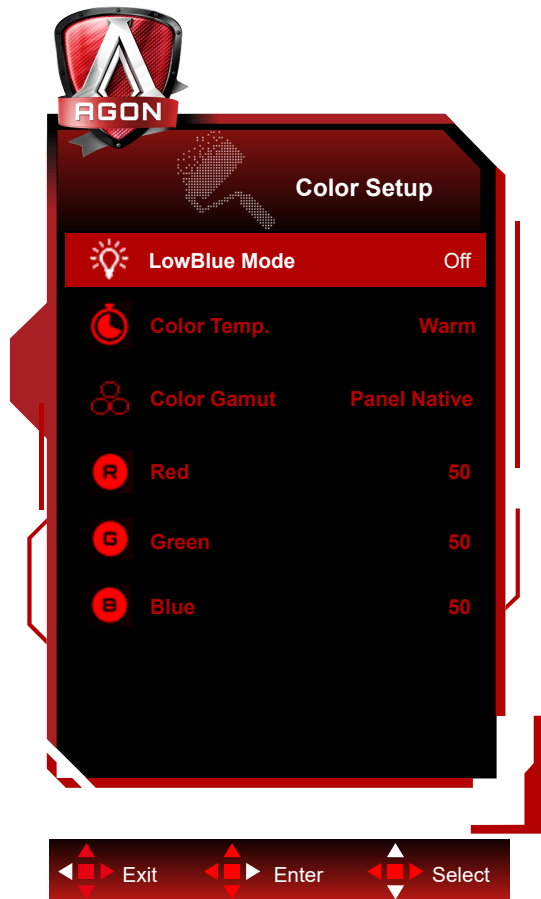 AGON
Color Setup
LowBlue Mode Off
Color Temp. Warm
Color Gamut Panel Native
R Red 50
G Green 50
B Blue 50
Exit Enter Select